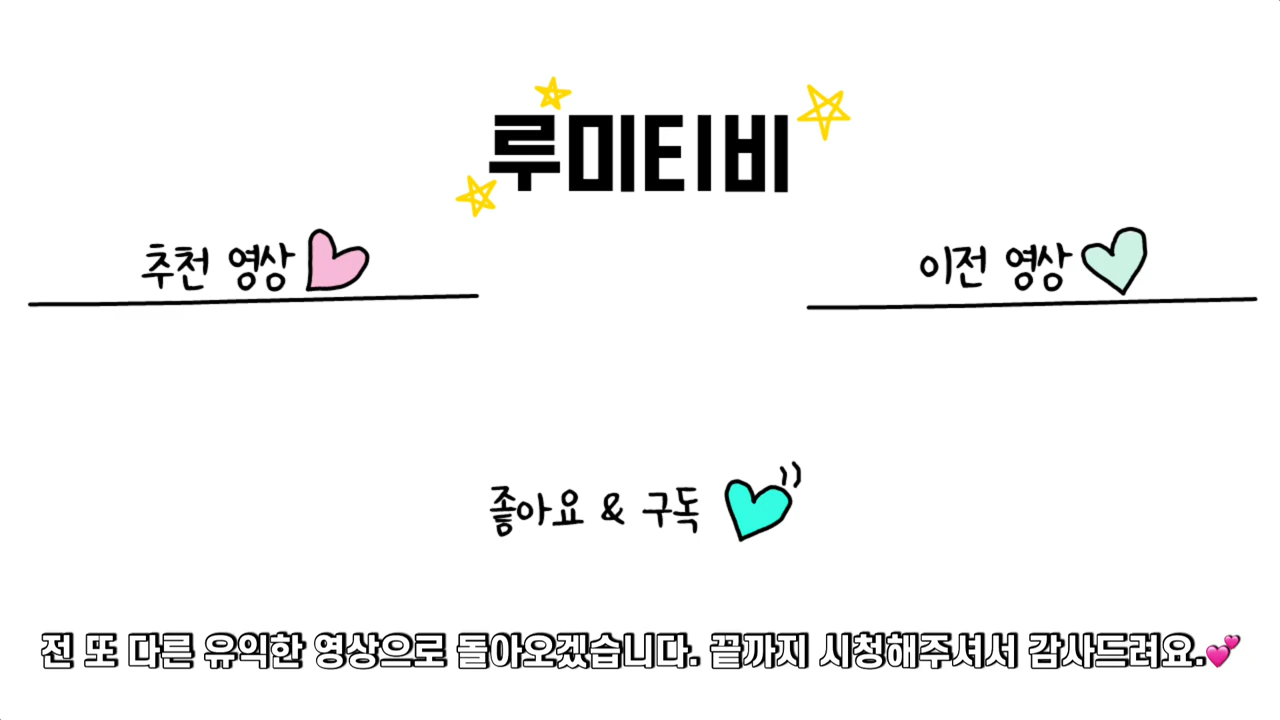 루미티비
추천 영상
이전 영상
좋아요 & 구독
전 또 다른 유익한 영상으로 돌아오겠습니다. 끝까지 시청해주셔서 감사드려요.💕